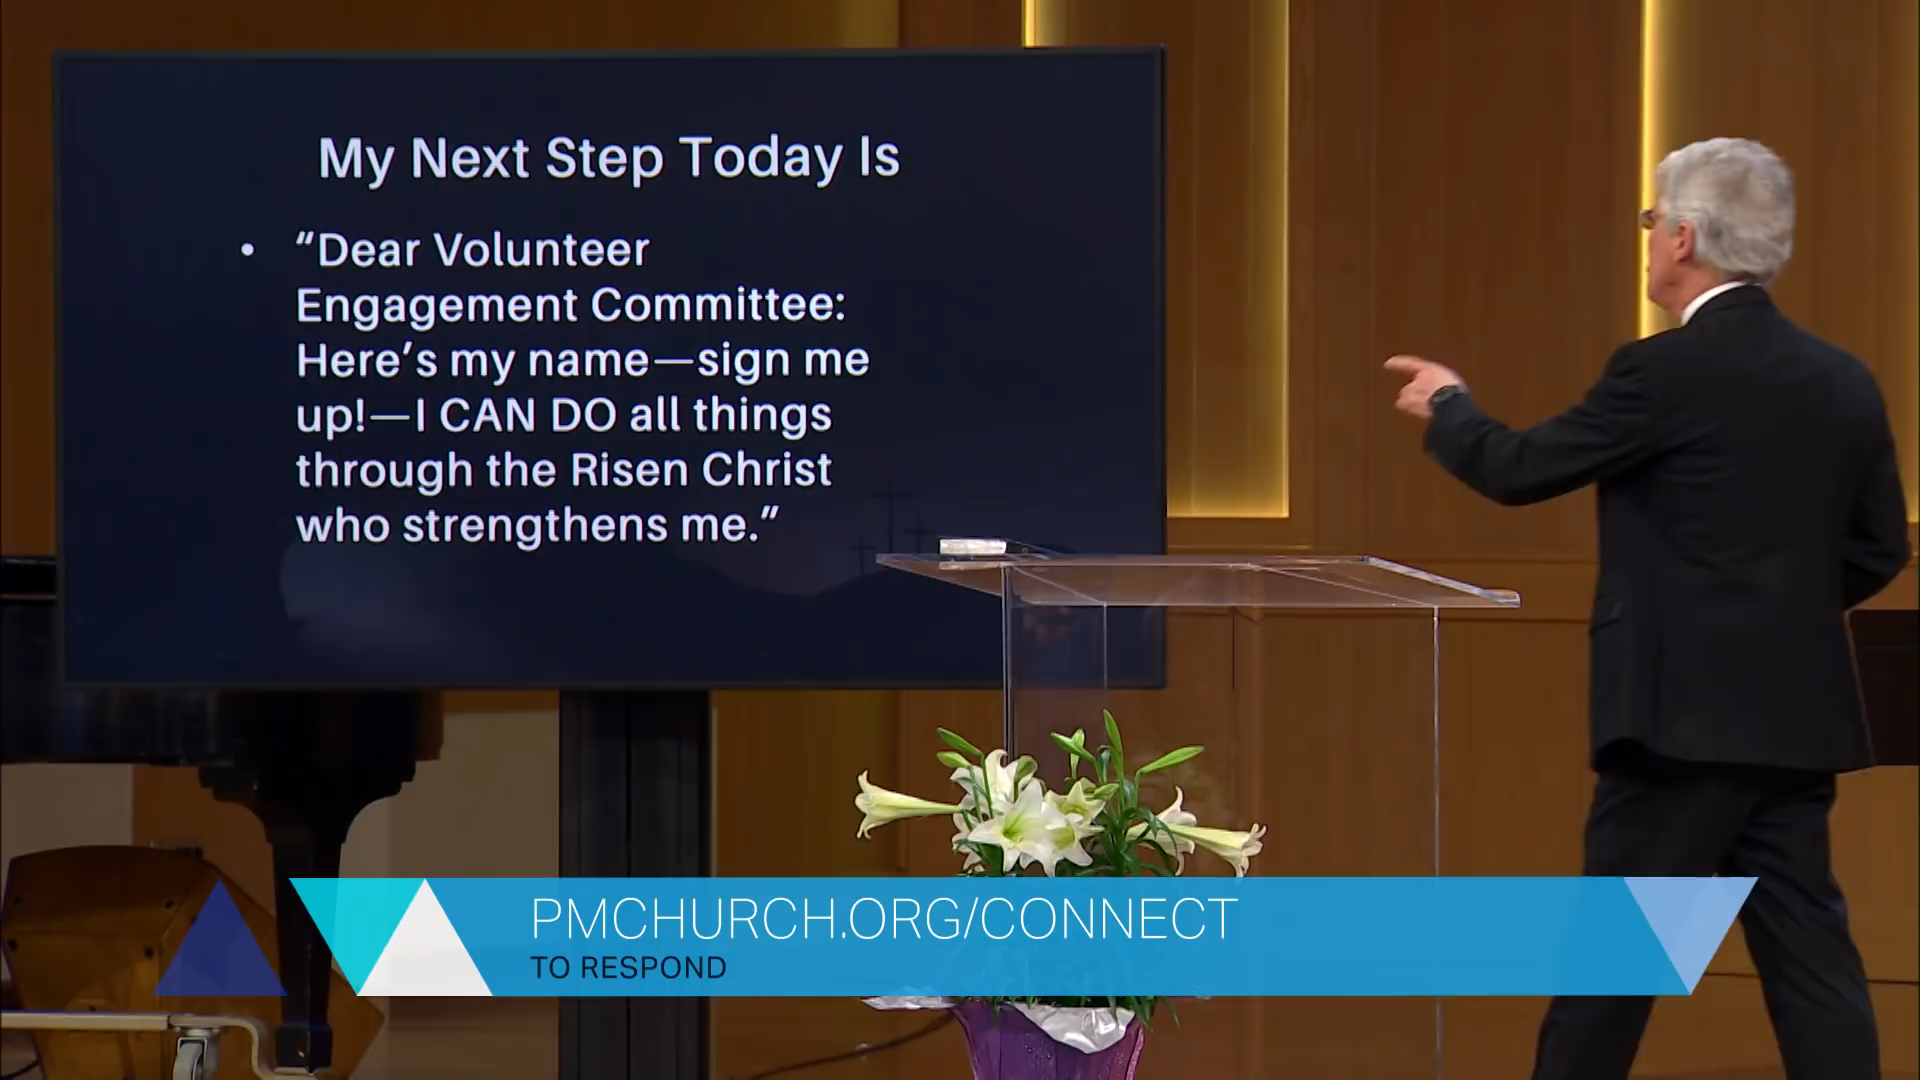 My Next Step Today Is
• “Dear Volunteer
Engagement Committee:
Here’s my name—sign me
up!—I CAN DO all things
through the Risen Christ
who strengthens me.”
PMCHURCH.ORG/CONNECT
TO RESPOND